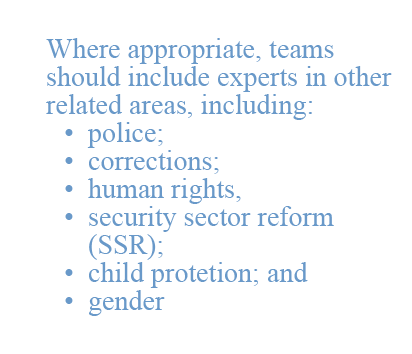 Where appropriate, teams
should include experts in other
related areas, including:
• police;
• corrections;
• human rights,
• security sector reform
(SSR);
• child protetion; and
• gender